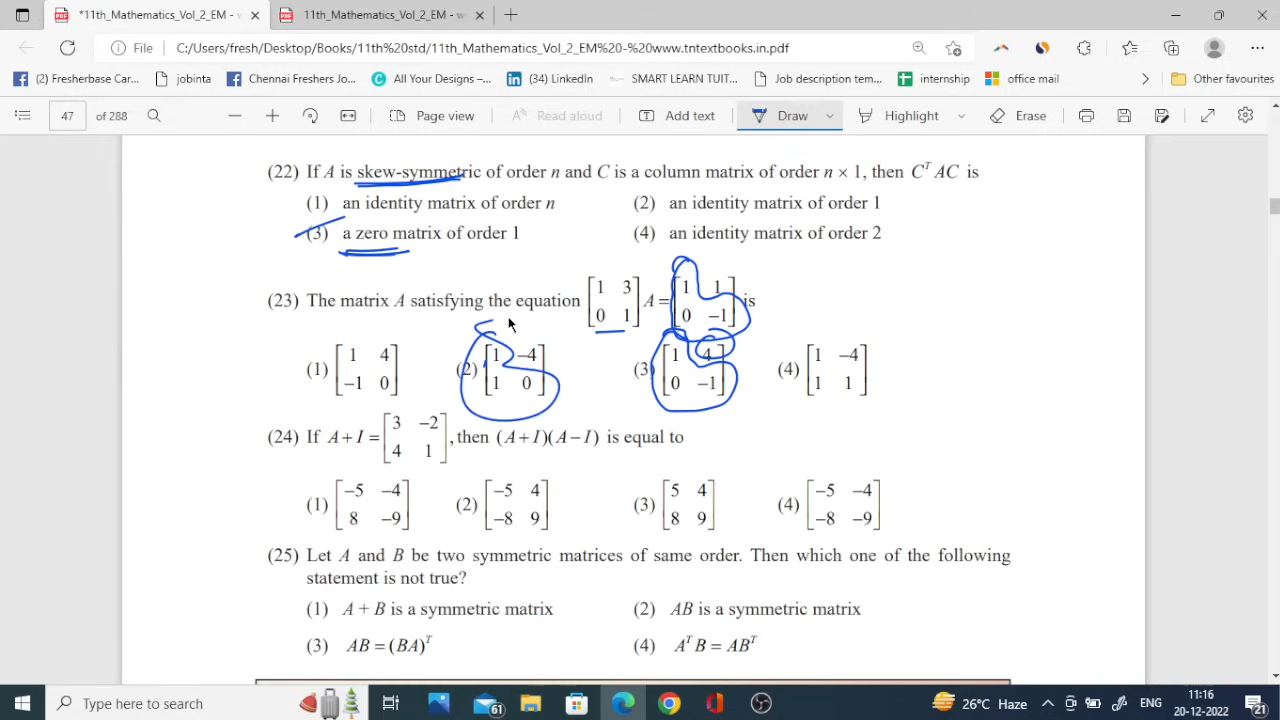 *11th_Mathematics_Vol_2_EM - w
11th_Mathematics_Vol_2_EM - w
File C:/Users/fresh/Desktop/Books/11th%20std/11th_Mathematics_Vol_2_EM%20-%20www.tntextbooks.in.pdf
(2) Fresherbase Car... jobinta Chennai Freshers Jo... All Your Designs –... (34) LinkedIn SMART LEARN TUIT... Job description tem... internship office mail Other favourites
47 of 288 Page view Read aloud Add text Draw Highlight Erase
(22) If A is skew-symmetric of order n and C is a column matrix of order n × 1, then C^T AC is
(1) an identity matrix of order n (2) an identity matrix of order 1
(3) a zero matrix of order 1 (4) an identity matrix of order 2
(23) The matrix A satisfying the equation [1 3; 0 1] A = [1 1; 0 −1] is
(1) [1 4; −1 0] (2) [1 −4; 1 0] (3) [1 4; 0 −1] (4) [1 −4; 1 1]
(24) If A + I = [3 −2; 4 1], then (A + I)(A − I) is equal to
(1) [−5 −4; 8 −9] (2) [−5 4; −8 9] (3) [5 4; 8 9] (4) [−5 −4; −8 −9]
(25) Let A and B be two symmetric matrices of same order. Then which one of the following
statement is not true?
(1) A + B is a symmetric matrix (2) AB is a symmetric matrix
(3) AB = (BA)^T (4) A^T B = AB^T
Type here to search 61 26°C Haze ENG 11:16
20-12-2022 21